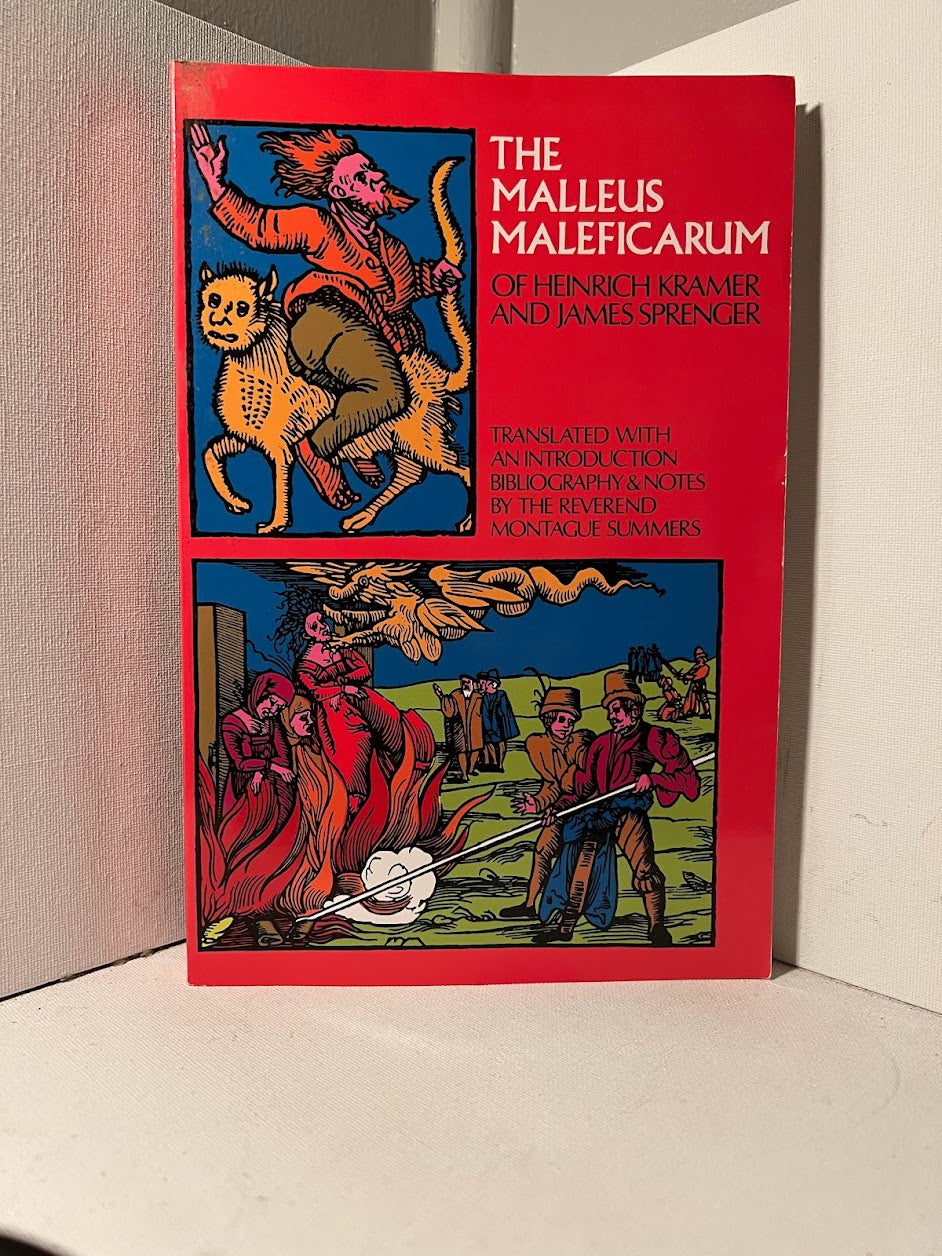 THE
MALLEUS
MALEFICARUM
OF HEINRICH KRAMER
AND JAMES SPRENGER
TRANSLATED WITH
AN INTRODUCTION
BIBLIOGRAPHY & NOTES
BY THE REVEREND
MONTAGUE SUMMERS